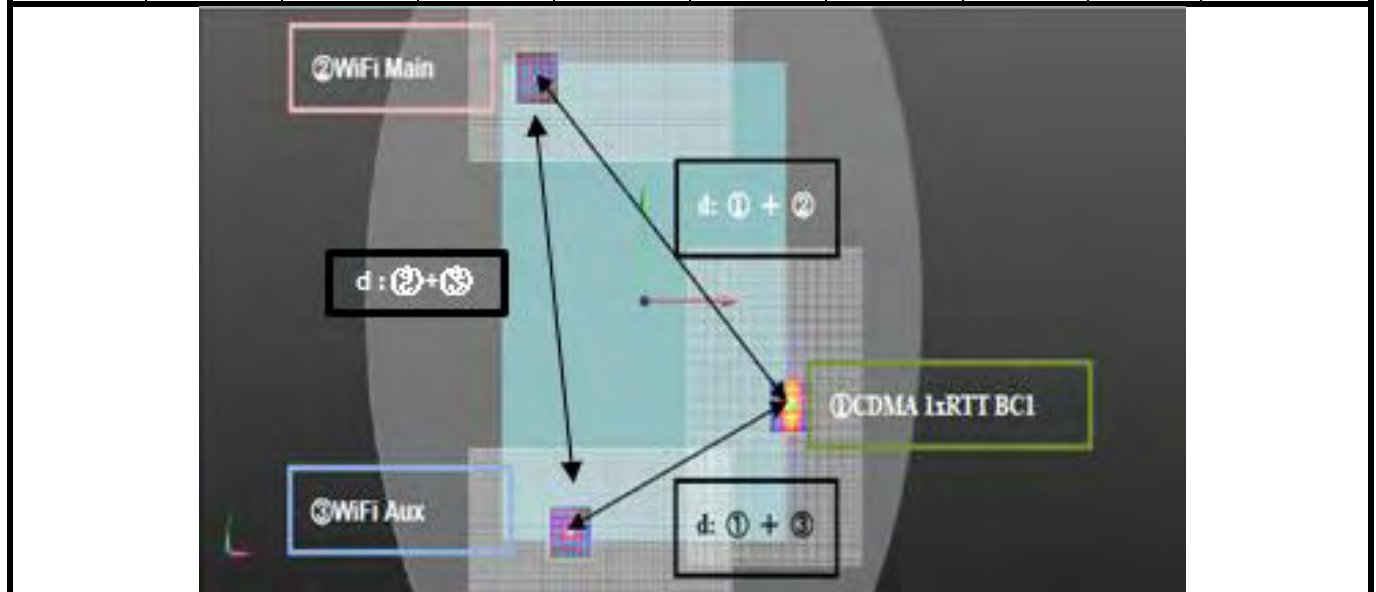 ②WiFi Main
d: ① + ②
d:②+③
①CDMA 1xRTT BC1
③WiFi Aux
d: ① + ③